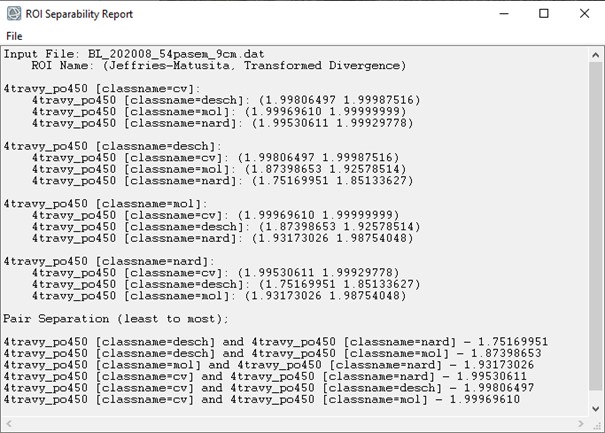 ROI Separability Report
File
Input File: BL_202008_54pasem_9cm.dat
ROI Name: (Jeffries-Matusita, Transformed Divergence)
4travy_po450 [classname=cv]:
4travy_po450 [classname=desch]: (1.99806497 1.99987516)
4travy_po450 [classname=mol]: (1.99969610 1.99999999)
4travy_po450 [classname=nard]: (1.99530611 1.99929778)
4travy_po450 [classname=desch]:
4travy_po450 [classname=cv]: (1.99806497 1.99987516)
4travy_po450 [classname=mol]: (1.87398653 1.92578514)
4travy_po450 [classname=nard]: (1.75169951 1.85133627)
4travy_po450 [classname=mol]:
4travy_po450 [classname=cv]: (1.99969610 1.99999999)
4travy_po450 [classname=desch]: (1.87398653 1.92578514)
4travy_po450 [classname=nard]: (1.93173026 1.98754048)
4travy_po450 [classname=nard]:
4travy_po450 [classname=cv]: (1.99530611 1.99929778)
4travy_po450 [classname=desch]: (1.75169951 1.85133627)
4travy_po450 [classname=mol]: (1.93173026 1.98754048)
Pair Separation (least to most);
4travy_po450 [classname=desch] and 4travy_po450 [classname=nard] - 1.75169951
4travy_po450 [classname=desch] and 4travy_po450 [classname=mol] - 1.87398653
4travy_po450 [classname=mol] and 4travy_po450 [classname=nard] - 1.93173026
4travy_po450 [classname=cv] and 4travy_po450 [classname=nard] - 1.99530611
4travy_po450 [classname=cv] and 4travy_po450 [classname=desch] - 1.99806497
4travy_po450 [classname=cv] and 4travy_po450 [classname=mol] - 1.99969610